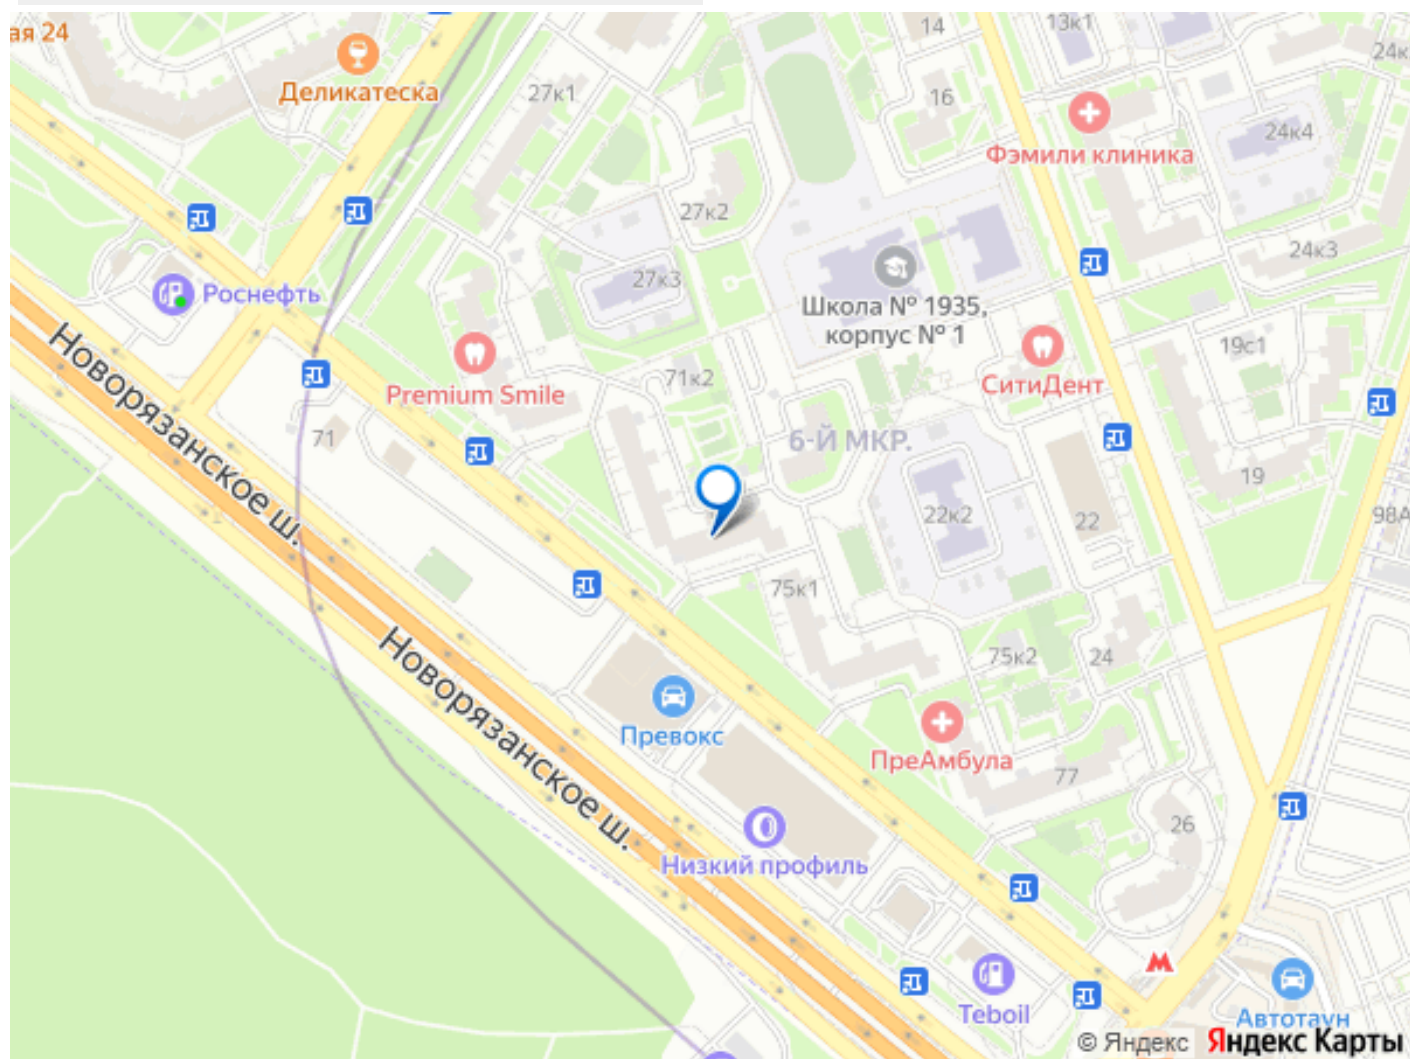 ая 24
Деликатеска
27к1
14
13к1
24к
16
24к4
Фэмили клиника
27к2
24к3
27к3
Роснефть
Школа № 1935,
корпус № 1
19с1
Premium Smile
71к2
СитиДент
Новорязанское ш.
71
6-Й МКР.
19
22к2
22
98А
75к1
75к2
24
Новорязанское ш.
Превокс
ПреАмбула
77
26
Низкий профиль
М
Teboil
Автотаун
© Яндекс Яндекс Карты